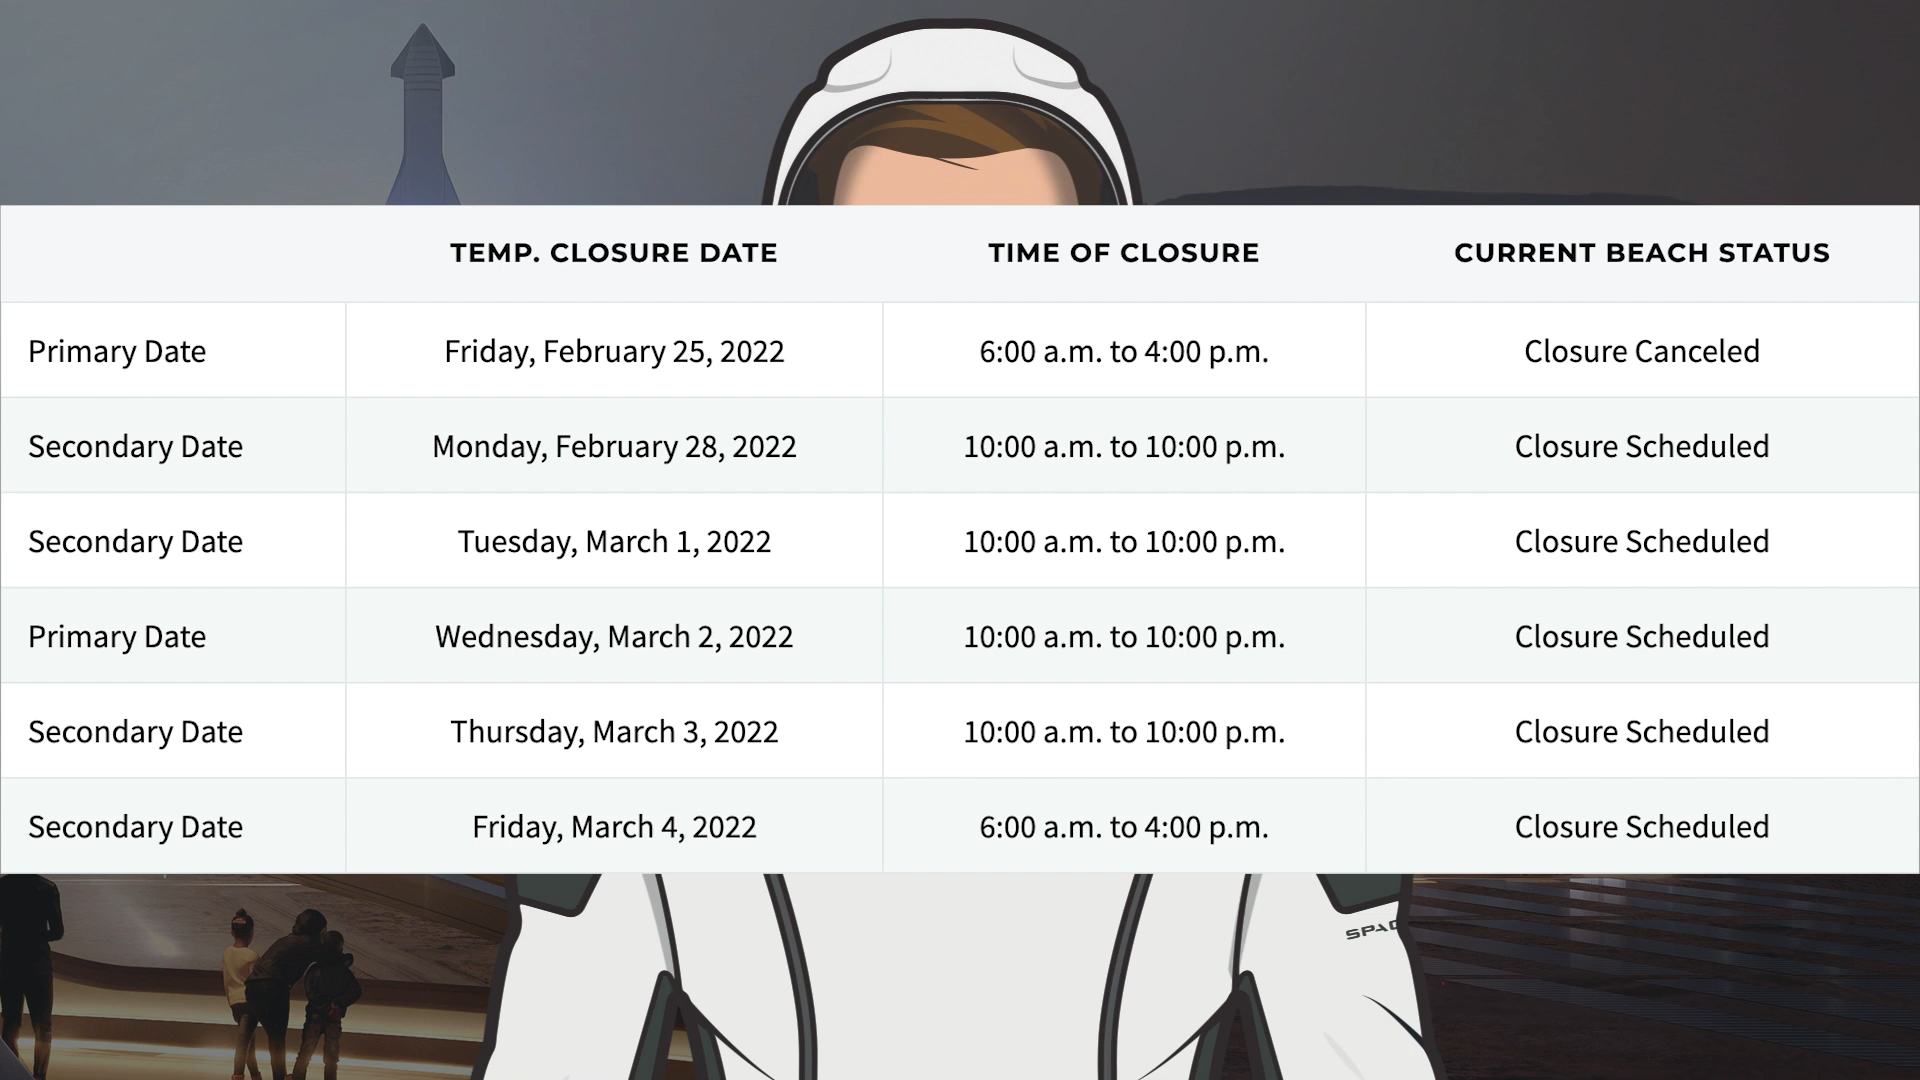 TEMP. CLOSURE DATE TIME OF CLOSURE CURRENT BEACH STATUS
Primary Date Friday, February 25, 2022 6:00 a.m. to 4:00 p.m. Closure Canceled
Secondary Date Monday, February 28, 2022 10:00 a.m. to 10:00 p.m. Closure Scheduled
Secondary Date Tuesday, March 1, 2022 10:00 a.m. to 10:00 p.m. Closure Scheduled
Primary Date Wednesday, March 2, 2022 10:00 a.m. to 10:00 p.m. Closure Scheduled
Secondary Date Thursday, March 3, 2022 10:00 a.m. to 10:00 p.m. Closure Scheduled
Secondary Date Friday, March 4, 2022 6:00 a.m. to 4:00 p.m. Closure Scheduled
SPAC